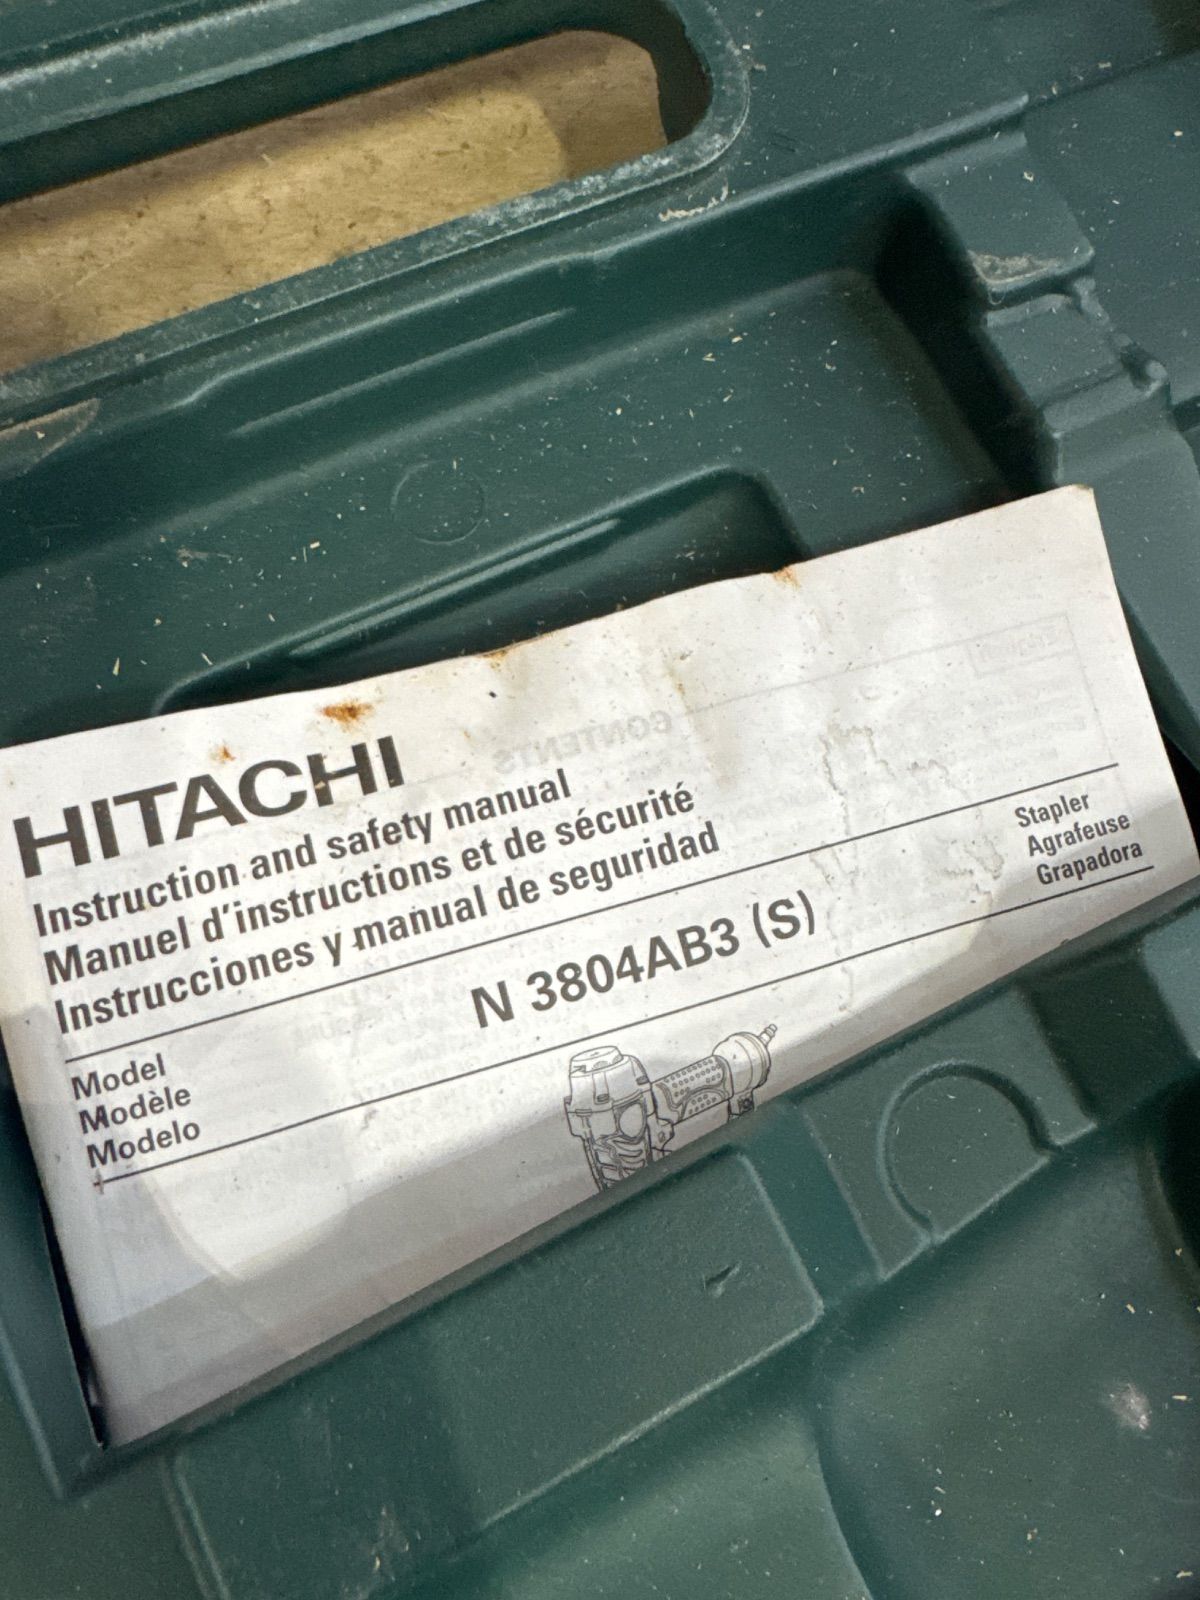 HITACHI
Instruction and safety manual
Manuel d'instructions et de sécurité
Instrucciones y manual de seguridad
Model
Modèle
Modelo
N 3804AB3 (S)
Stapler
Agrafeuse
Grapadora
CONTENTS